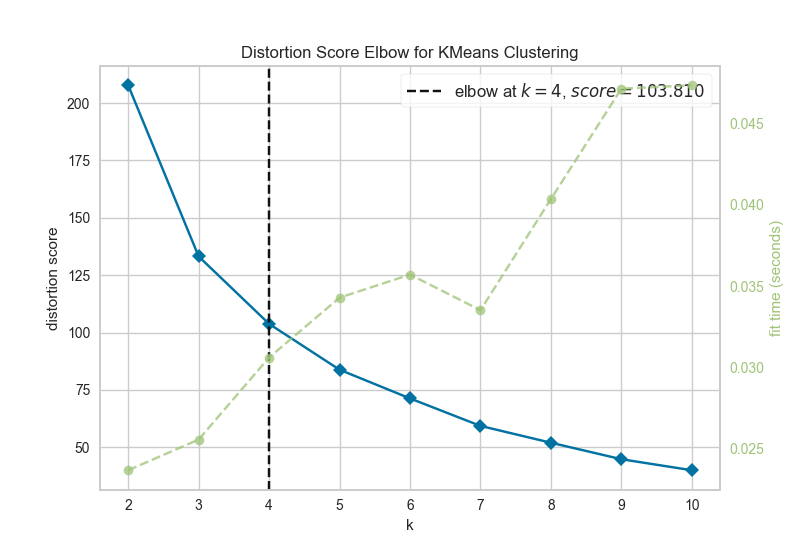 Distortion Score Elbow for KMeans Clustering
elbow at k = 4, score = 103.810
distortion score
200
175
150
125
100
75
50
0.045
0.040
0.035
0.030
0.025
fit time (seconds)
2 3 4 5 6 7 8 9 10
k